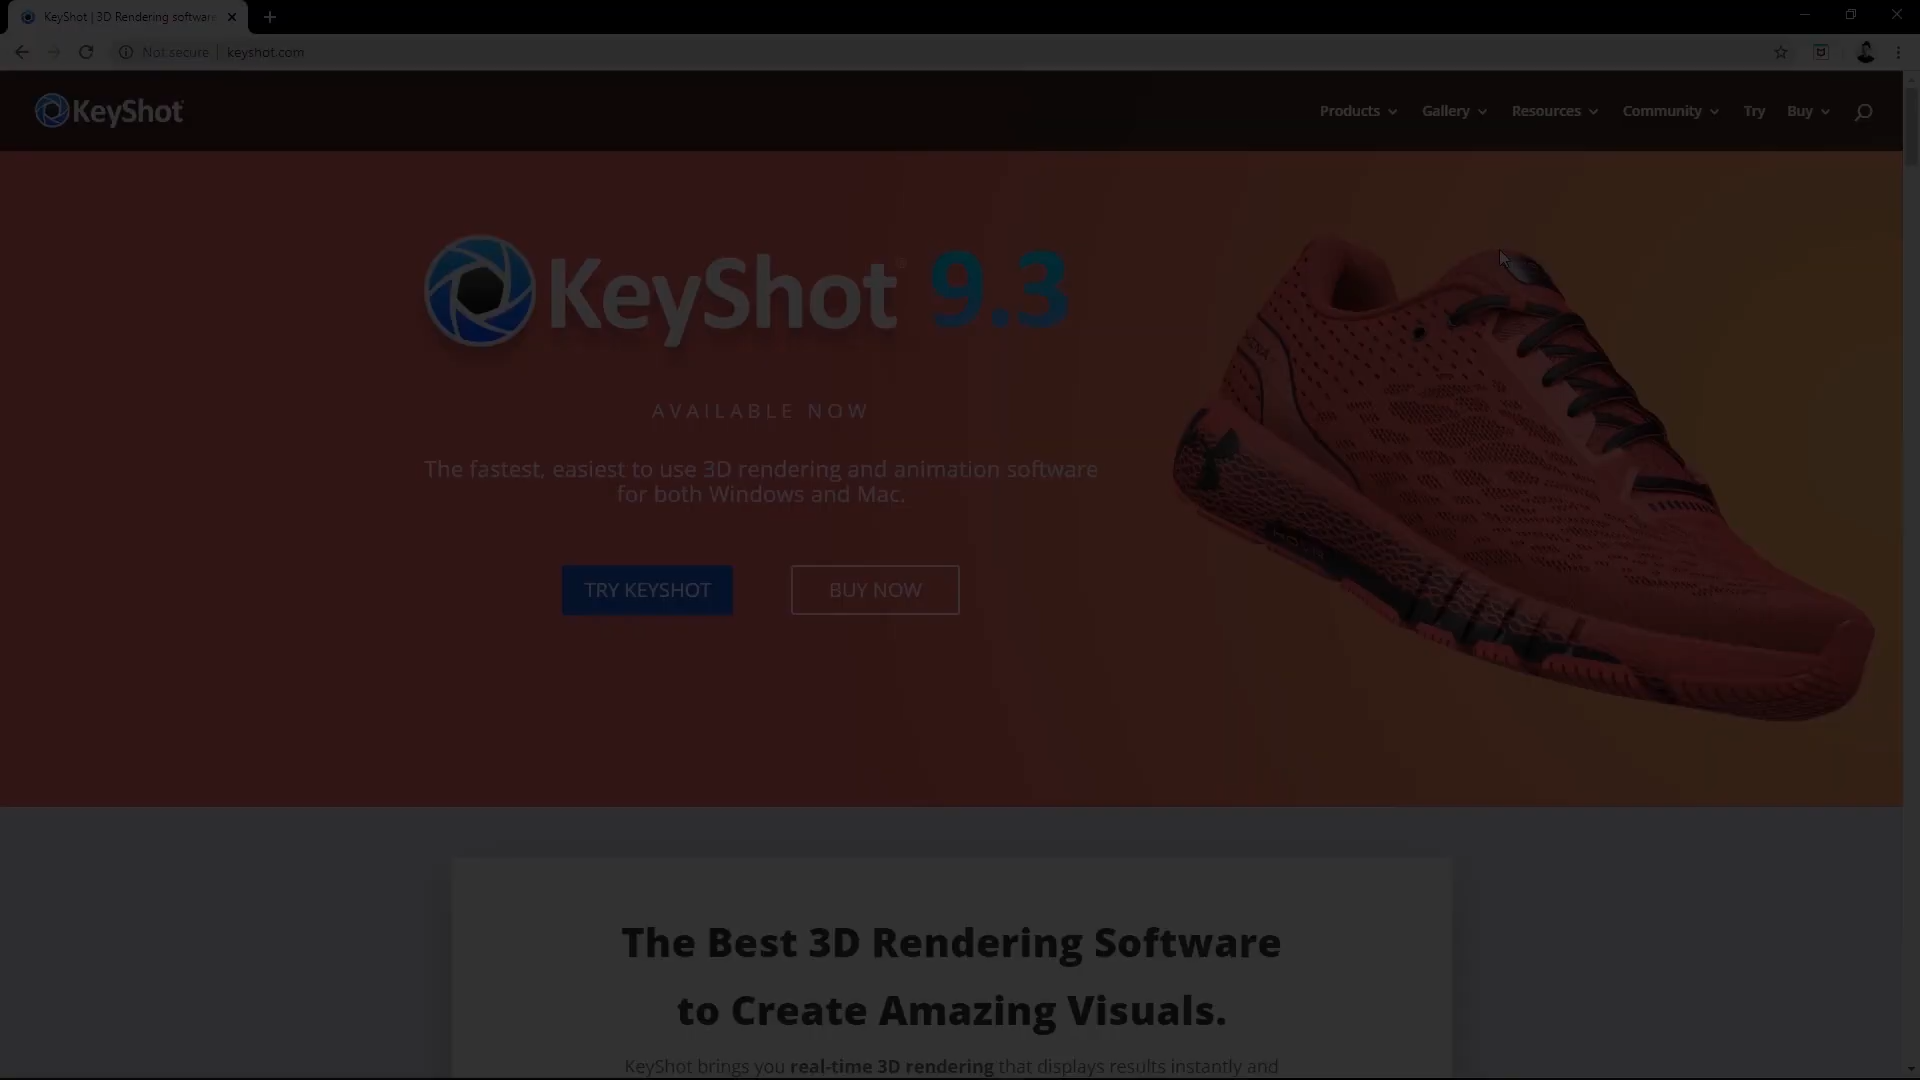 KeyShot | 3D Rendering software
Not secure | keyshot.com
KeyShot
Products
Gallery
Resources
Community
Try
Buy
KeyShot 9.3
AVAILABLE NOW
The fastest, easiest to use 3D rendering and animation software
for both Windows and Mac.
TRY KEYSHOT
BUY NOW
The Best 3D Rendering Software
to Create Amazing Visuals.
KeyShot brings you real-time 3D rendering that displays results instantly and